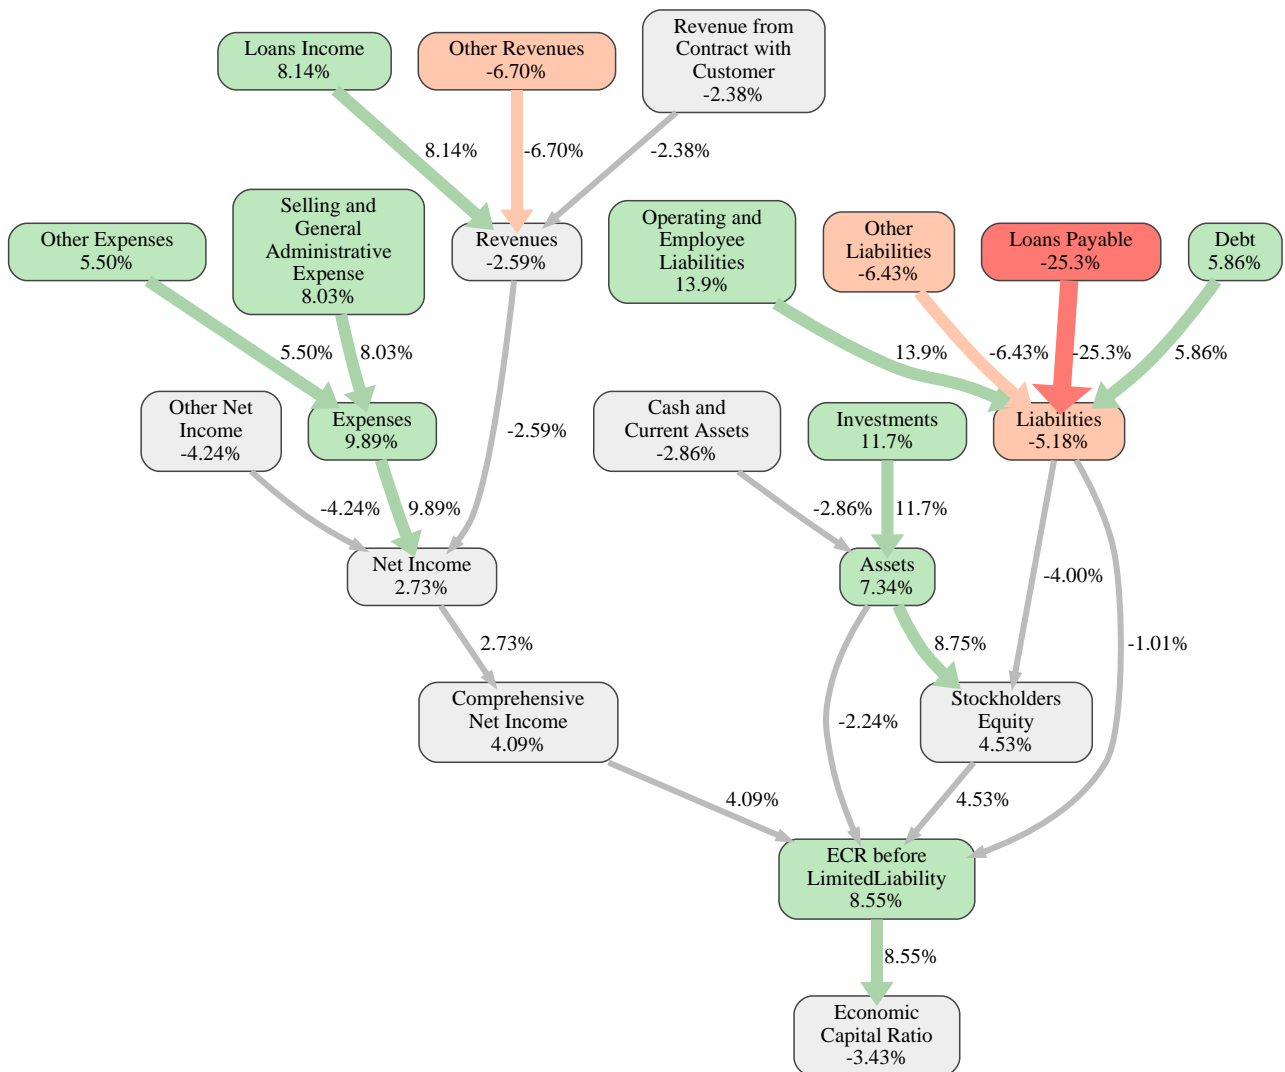 Loans Income
8.14%
Other Revenues
-6.70%
Revenue from
Contract with
Customer
-2.38%
8.14%
-6.70%
-2.38%
Other Expenses
5.50%
Selling and
General
Administrative
Expense
8.03%
Revenues
-2.59%
Operating and
Employee
Liabilities
13.9%
Other
Liabilities
-6.43%
Loans Payable
-25.3%
Debt
5.86%
5.50%
8.03%
13.9%
-6.43%
-25.3%
5.86%
Other Net
Income
-4.24%
Expenses
9.89%
-2.59%
Cash and
Current Assets
-2.86%
Investments
11.7%
Liabilities
-5.18%
-4.24%
9.89%
-2.86%
11.7%
Net Income
2.73%
Assets
7.34%
-4.00%
2.73%
8.75%
-1.01%
Comprehensive
Net Income
4.09%
-2.24%
Stockholders
Equity
4.53%
4.09%
4.53%
ECR before
LimitedLiability
8.55%
8.55%
Economic
Capital Ratio
-3.43%